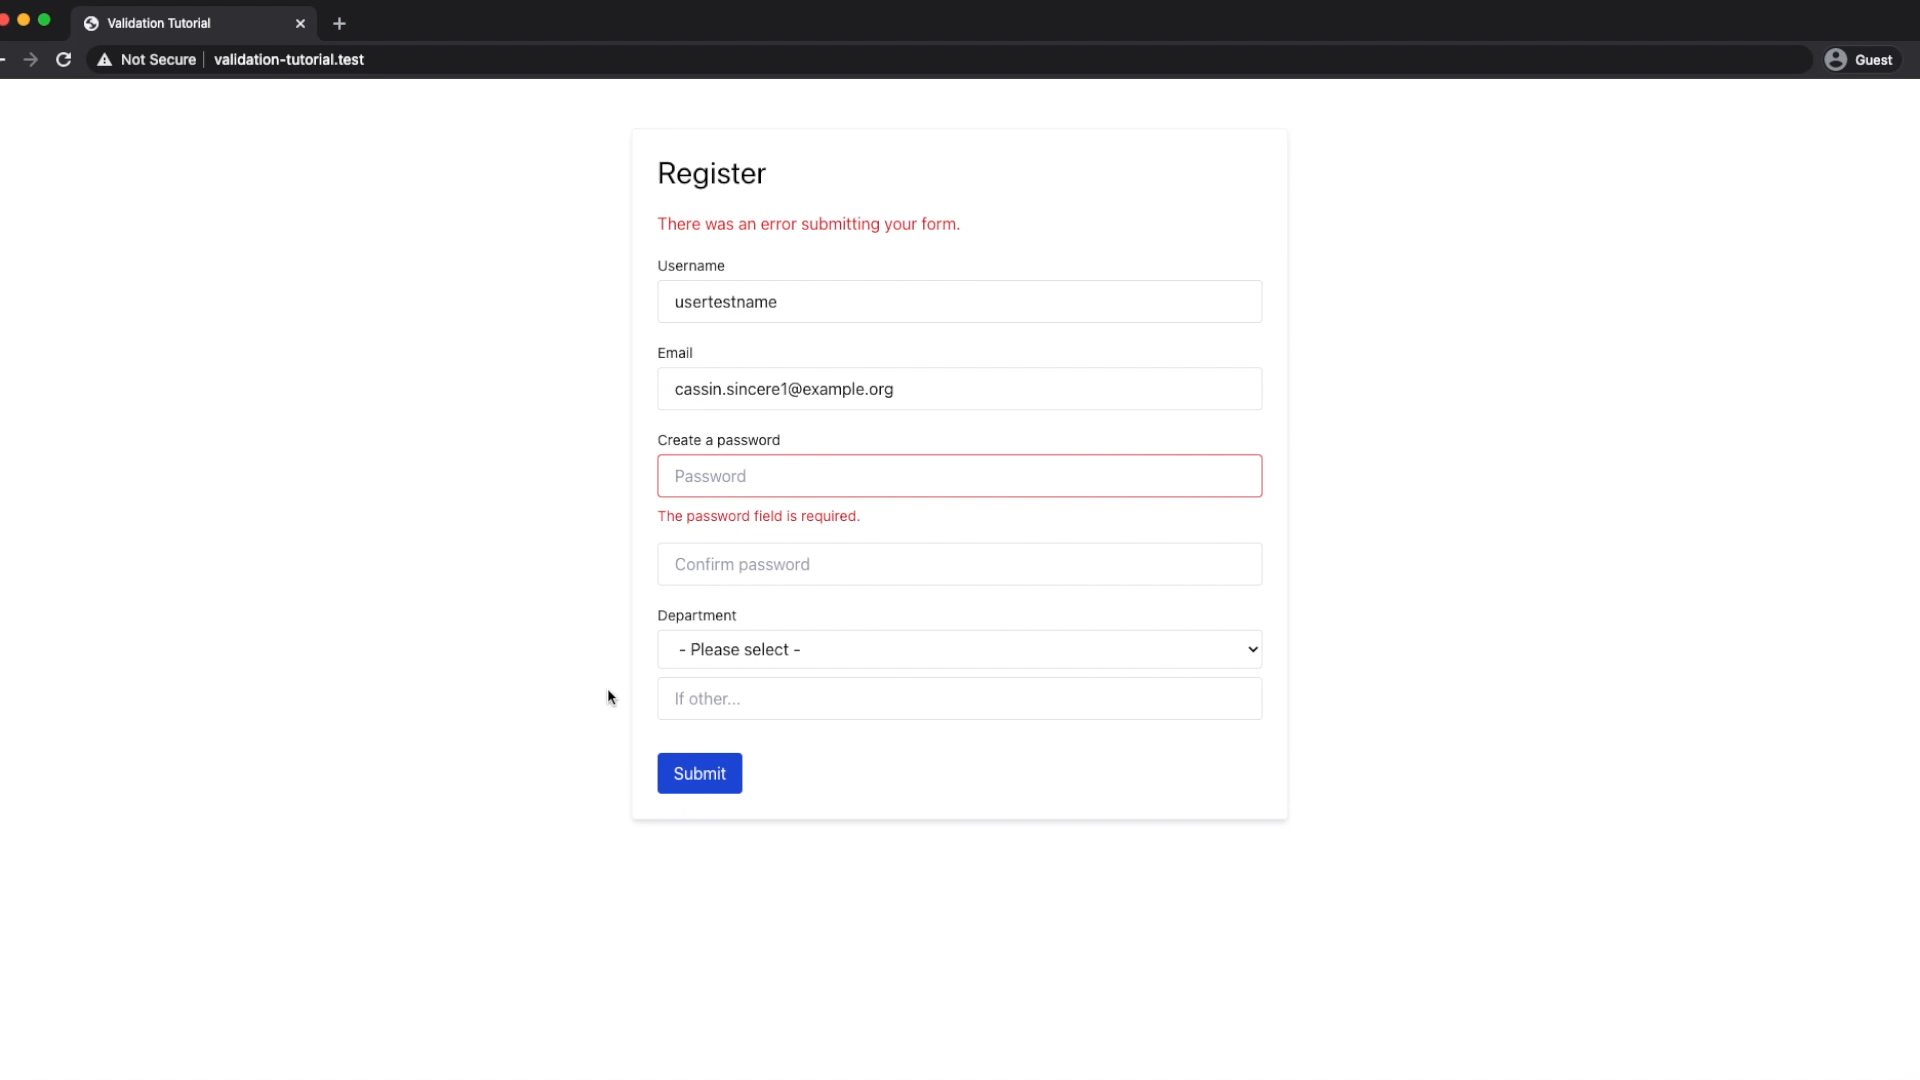 Validation Tutorial
Not Secure validation-tutorial.test Guest
Register
There was an error submitting your form.
Username
usertestname
Email
cassin.sincere1@example.org
Create a password
Password
The password field is required.
Confirm password
Department
- Please select -
If other...
Submit